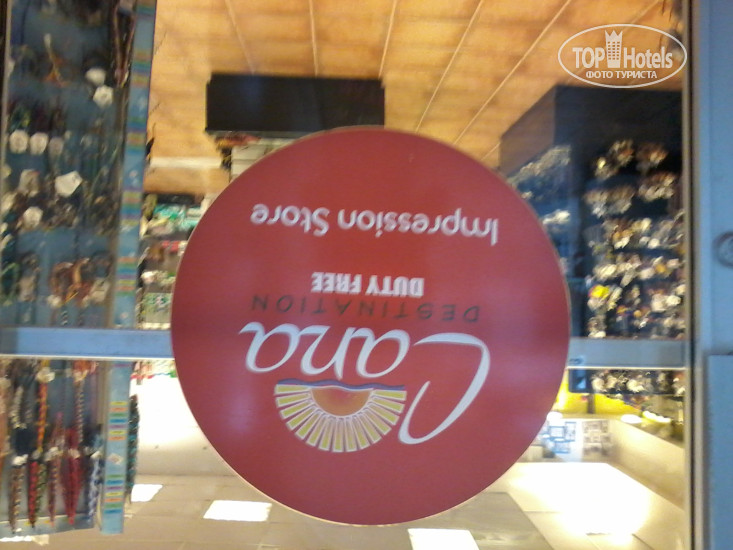 TOP Hotels
ФОТО ТУРИСТА
Cana
DESTINATION
DUTY FREE
Impression Store